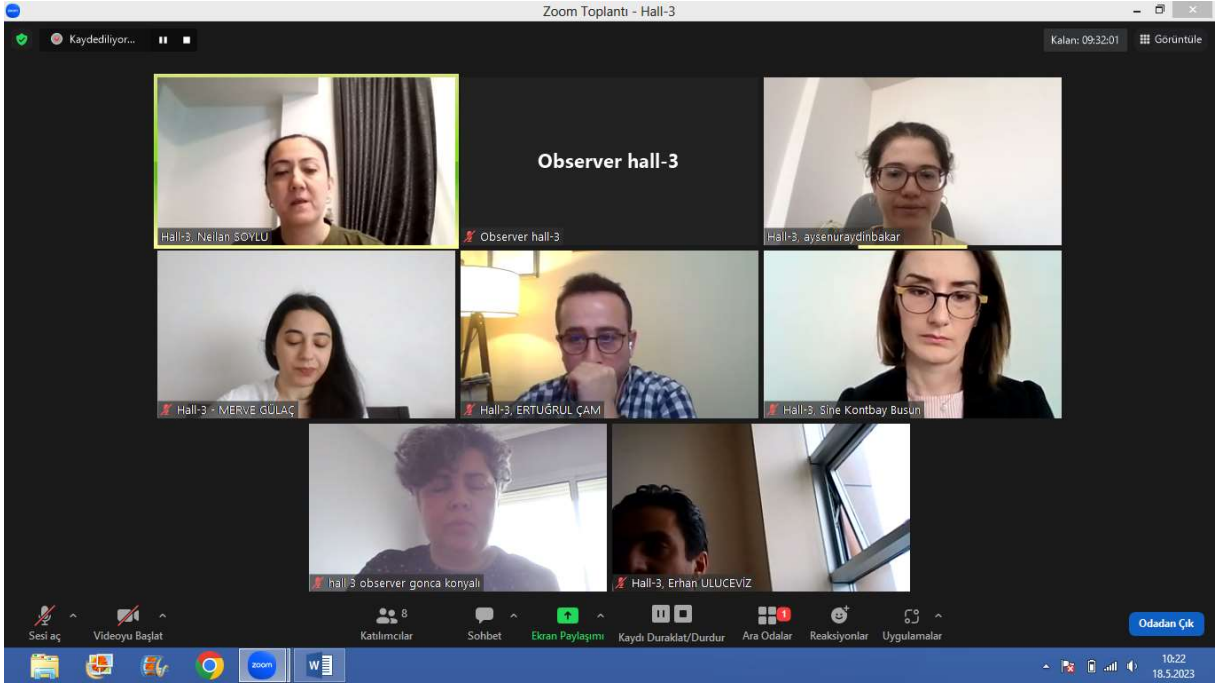 Zoom Toplantı - Hall-3
Kaydediliyor...
Kalan: 09:32:01
Görüntüle
Hall-3, Neilan SOYLU
Observer hall-3
Observer hall-3
Hall-3, aysenuraydinbakar
Hall-3 - MERVE GÜLAÇ
Hall-3, ERTUĞRUL ÇAM
Hall-3, Sine Kontbay Busun
hall 3 observer gonca konyalı
Hall-3, Erhan ULUCEVİZ
Sesi aç
Videoyu Başlat
8
Katılımcılar
Sohbet
Ekran Paylaşımı
Kaydı Duraklat/Durdur
1
Ara Odalar
Reaksiyonlar
Uygulamalar
Odadan Çık
zoom
W
10:22
18.5.2023